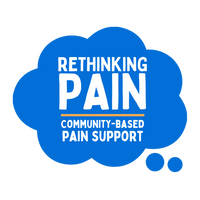 RETHINKING
PAIN
COMMUNITY-BASED
PAIN SUPPORT